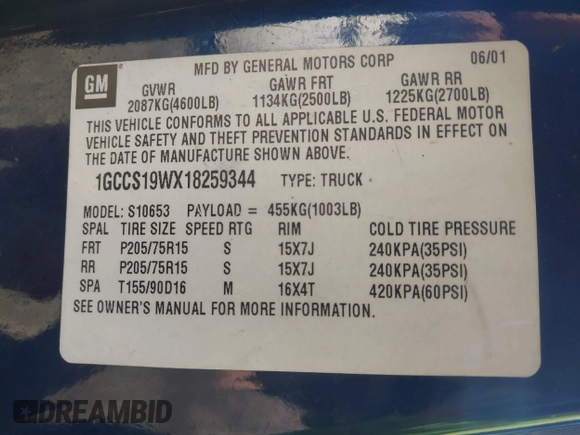 MFD BY GENERAL MOTORS CORP 06/01
GM GVWR GAWR FRT GAWR RR
2087KG(4600LB) 1134KG(2500LB) 1225KG(2700LB)
THIS VEHICLE CONFORMS TO ALL APPLICABLE U.S. FEDERAL MOTOR
VEHICLE SAFETY AND THEFT PREVENTION STANDARDS IN EFFECT ON
THE DATE OF MANUFACTURE SHOWN ABOVE.
1GCCS19WX18259344 TYPE: TRUCK
MODEL: S10653 PAYLOAD = 455KG(1003LB)
SPAL TIRE SIZE SPEED RTG RIM COLD TIRE PRESSURE
FRT P205/75R15 S 15X7J 240KPA(35PSI)
RR P205/75R15 S 15X7J 240KPA(35PSI)
SPA T155/90D16 M 16X4T 420KPA(60PSI)
SEE OWNER'S MANUAL FOR MORE INFORMATION.
DREAMBID